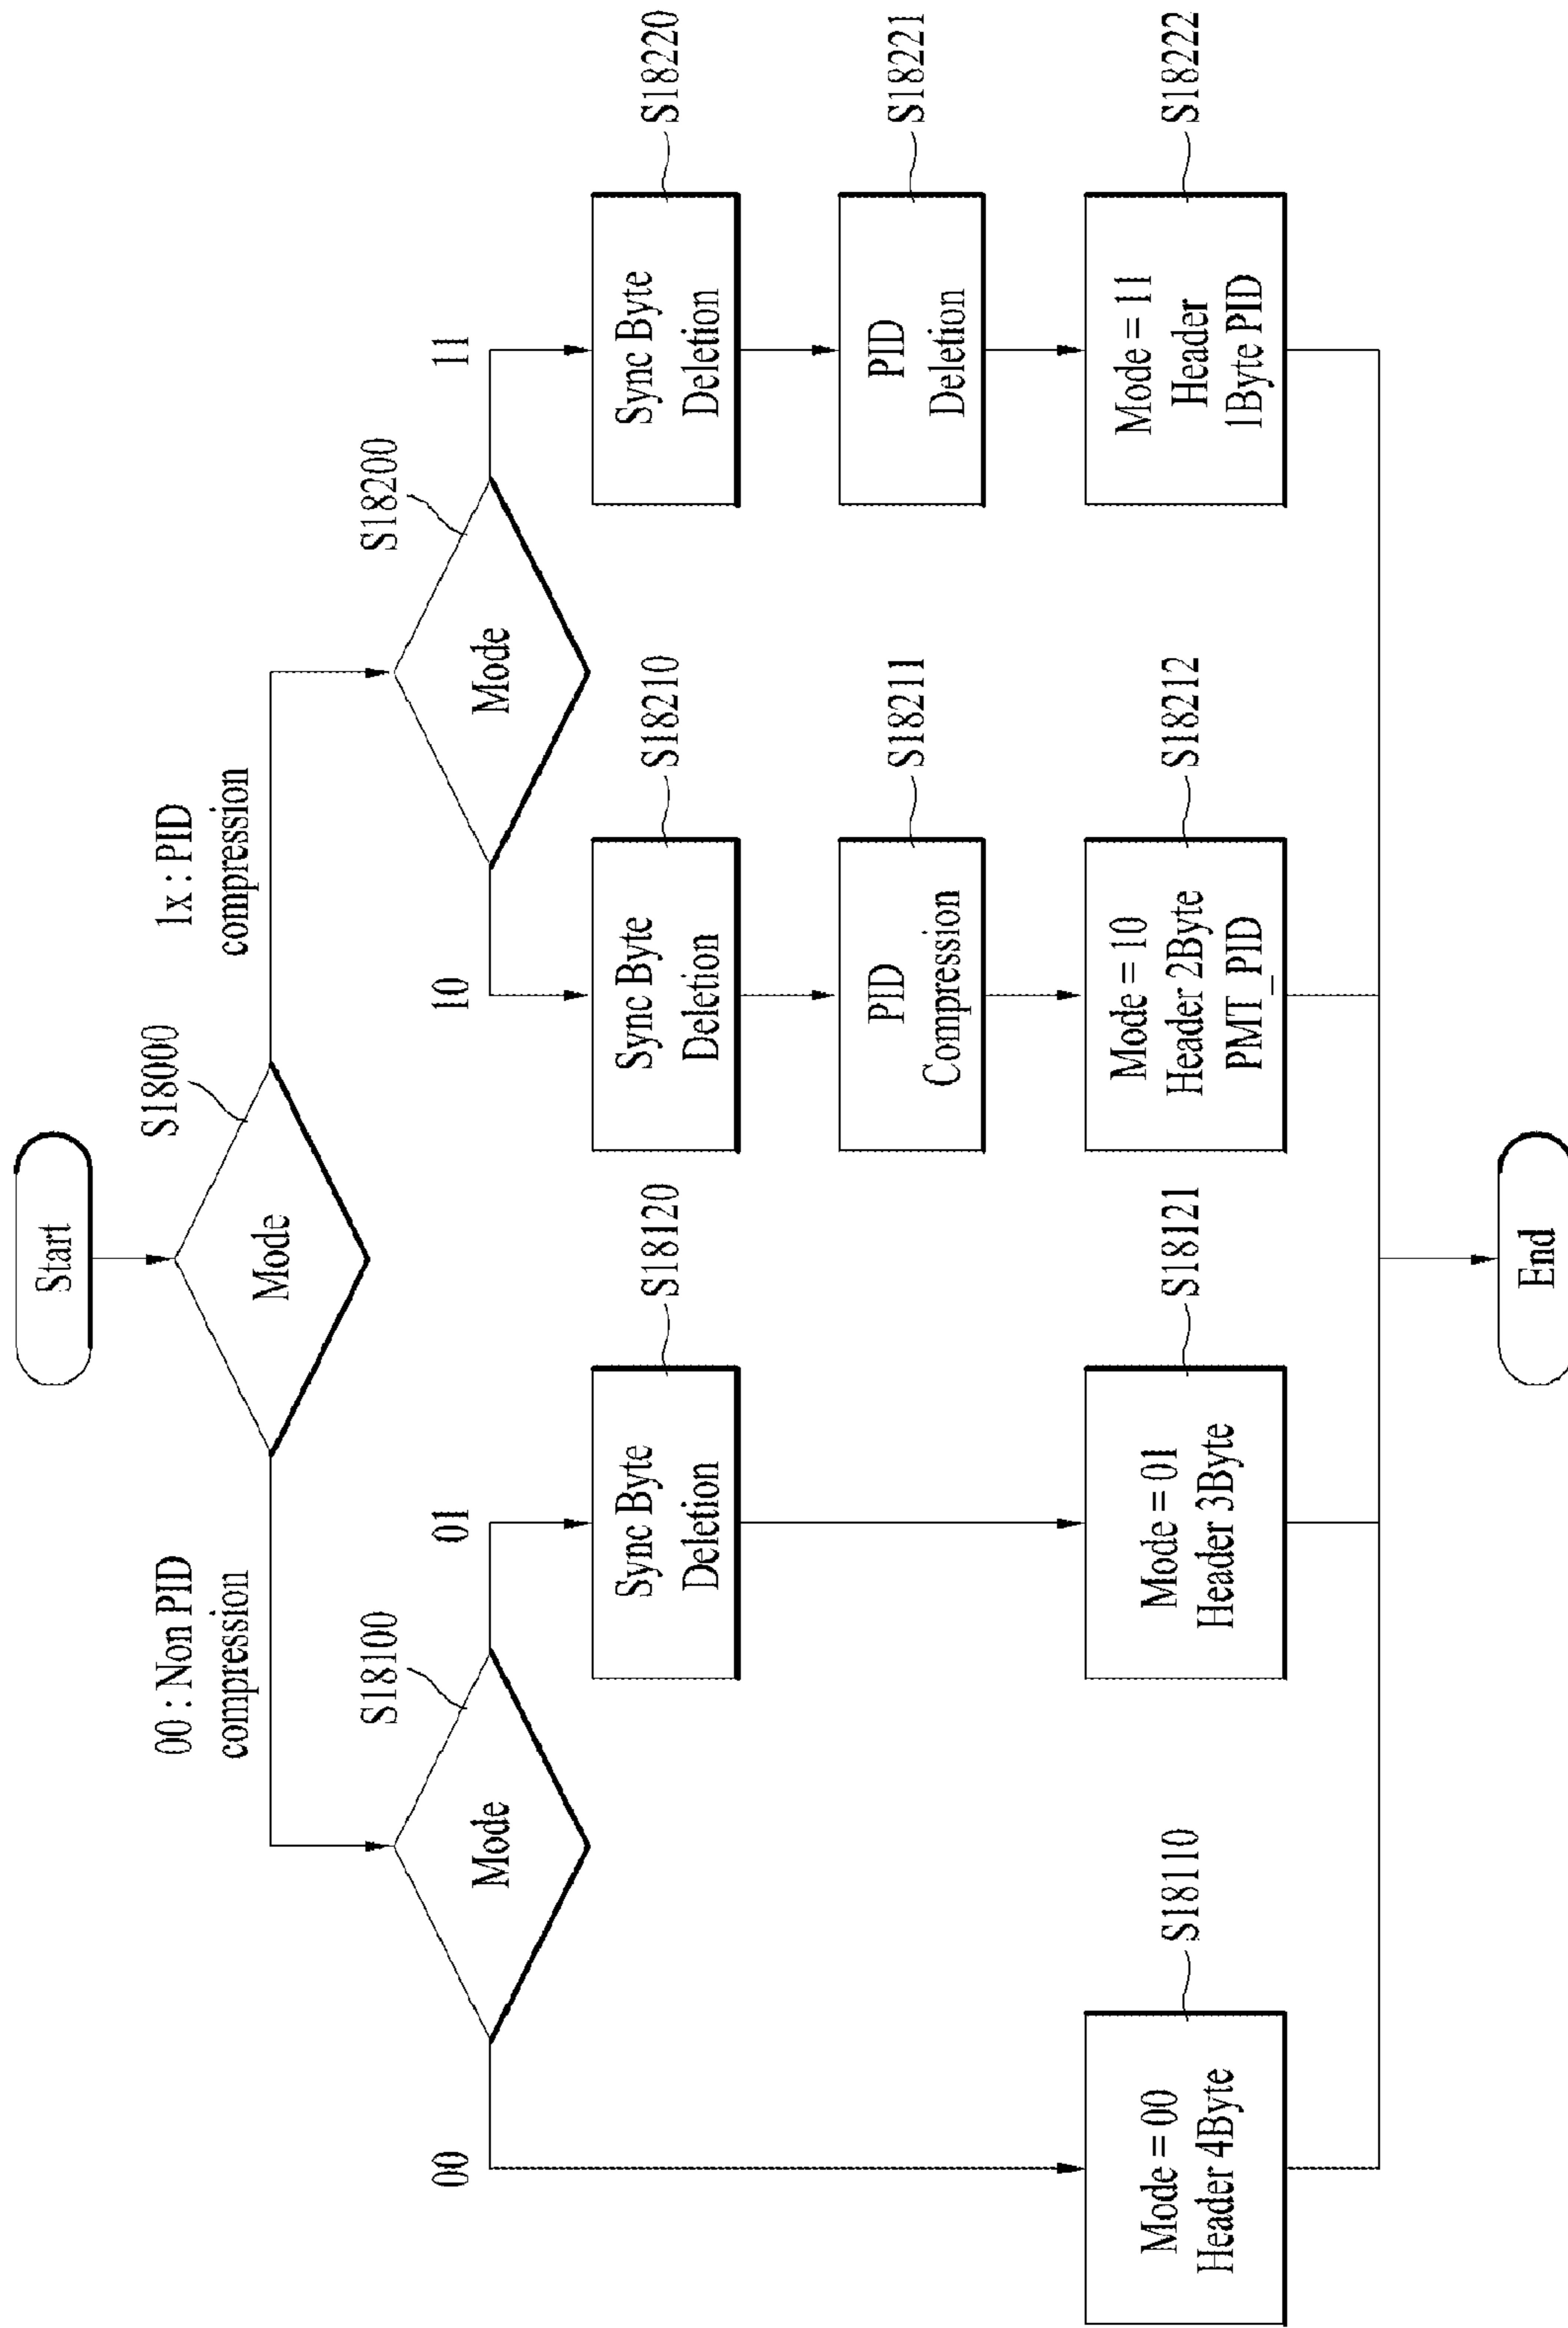 Start
S18000
Mode
00 : Non PID
compression
1x : PID
compression
S18100
Mode
S18200
Mode
00
01
10
11
Sync Byte
Deletion
S18120
Sync Byte
Deletion
S18210
Sync Byte
Deletion
S18220
PID
Compression
S18211
PID
Deletion
S18221
Mode = 00
Header 4Byte
S18110
Mode = 01
Header 3Byte
S18121
Mode = 10
Header 2Byte
PMT_PID
S18212
Mode = 11
Header
1Byte PID
S18222
End